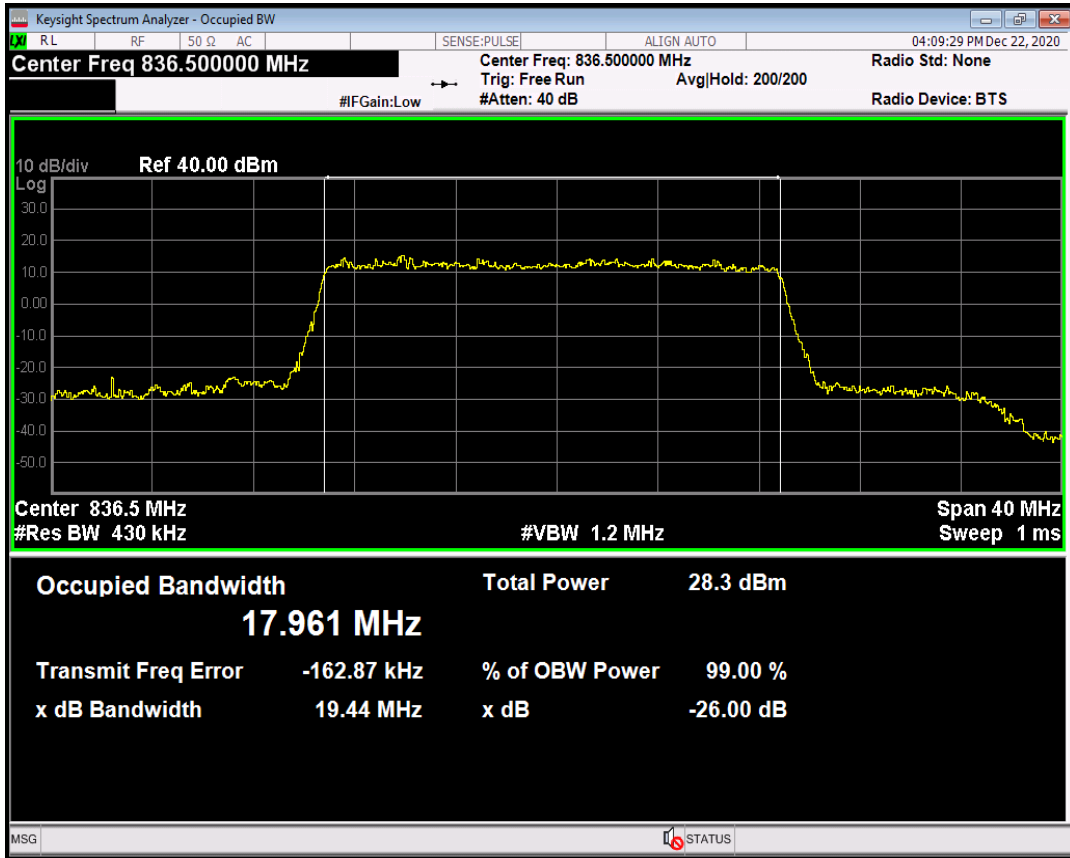 Keysight Spectrum Analyzer - Occupied BW
LXI RL RF 50 Ω AC SENSE:PULSE ALIGN AUTO 04:09:29 PM Dec 22, 2020
Center Freq 836.500000 MHz Center Freq: 836.500000 MHz Radio Std: None
Trig: Free Run Avg|Hold: 200/200
#IFGain:Low #Atten: 40 dB Radio Device: BTS
10 dB/div Ref 40.00 dBm
Log
30.0
20.0
10.0
0.00
-10.0
-20.0
-30.0
-40.0
-50.0
Center 836.5 MHz Span 40 MHz
#Res BW 430 kHz #VBW 1.2 MHz Sweep 1 ms
Occupied Bandwidth Total Power 28.3 dBm
17.961 MHz
Transmit Freq Error -162.87 kHz % of OBW Power 99.00 %
x dB Bandwidth 19.44 MHz x dB -26.00 dB
MSG STATUS